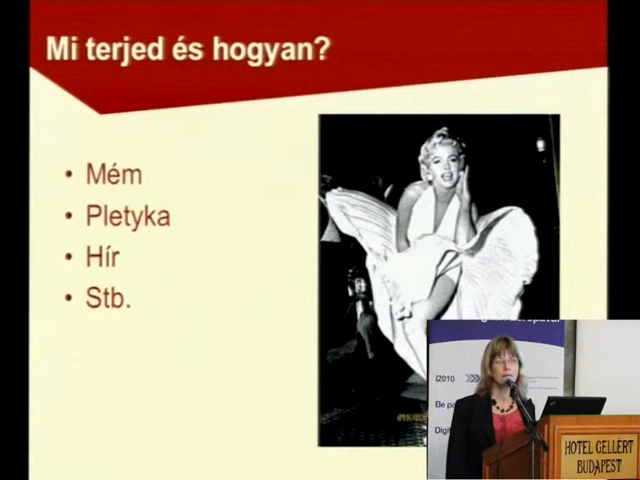 Mi terjed és hogyan?
• Mém
• Pletyka
• Hír
• Stb.
i2010
Be pa
Digi
HOTEL GELLÉRT
BUDAPEST